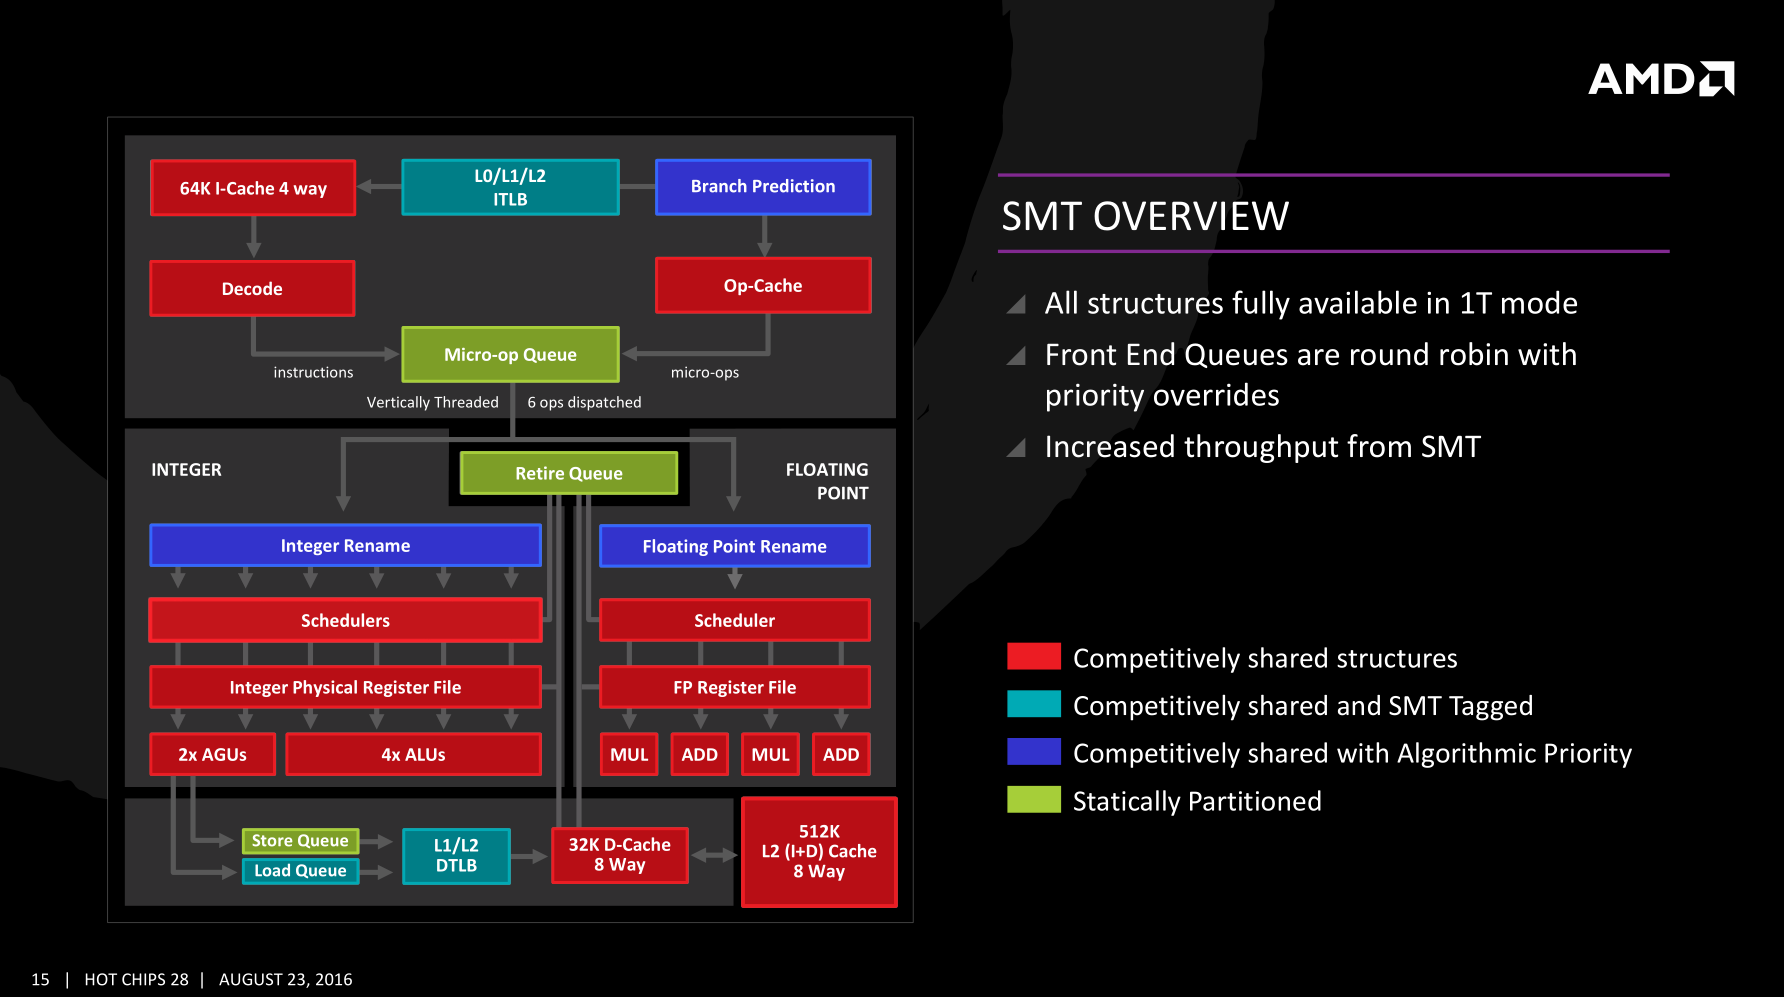 AMD
64K I-Cache 4 way
L0/L1/L2
ITLB
Branch Prediction
Decode
Op-Cache
Micro-op Queue
instructions
micro-ops
Vertically Threaded
6 ops dispatched
INTEGER
Retire Queue
FLOATING
POINT
Integer Rename
Floating Point Rename
Schedulers
Scheduler
Integer Physical Register File
FP Register File
2x AGUs
4x ALUs
MUL
ADD
MUL
ADD
Store Queue
Load Queue
L1/L2
DTLB
32K D-Cache
8 Way
512K
L2 (I+D) Cache
8 Way
SMT OVERVIEW
All structures fully available in 1T mode
Front End Queues are round robin with
priority overrides
Increased throughput from SMT
Competitively shared structures
Competitively shared and SMT Tagged
Competitively shared with Algorithmic Priority
Statically Partitioned
15 | HOT CHIPS 28 | AUGUST 23, 2016